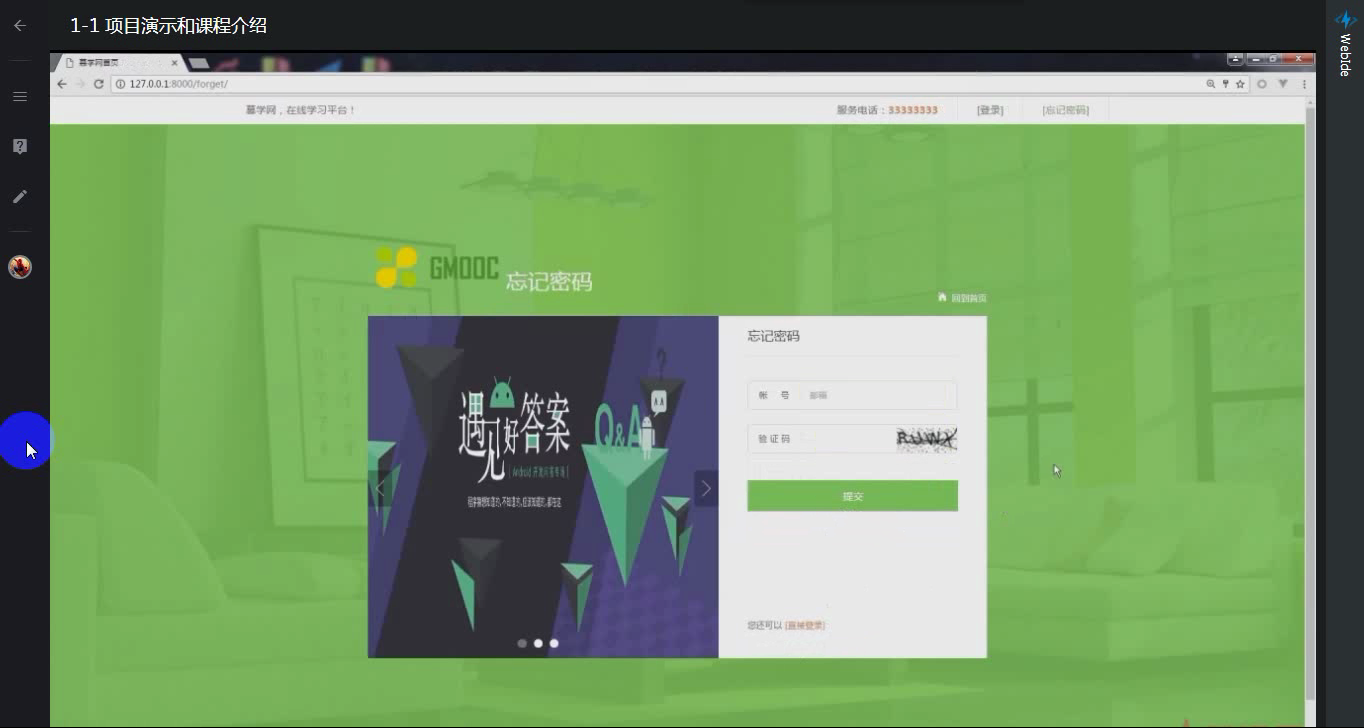 1-1 项目演示和课程介绍
WebIde
慕学网首页
127.0.0.1:8000/forget/
慕学网，在线学习平台！
服务电话：33333333
[登录]
[忘记密码]
GMOOC 忘记密码
回到首页
遇见好答案
Q&A
[Android 开发问答专场]
忘记密码
帐 号 邮箱
验 证 码
提交
您还可以 [直接登录]